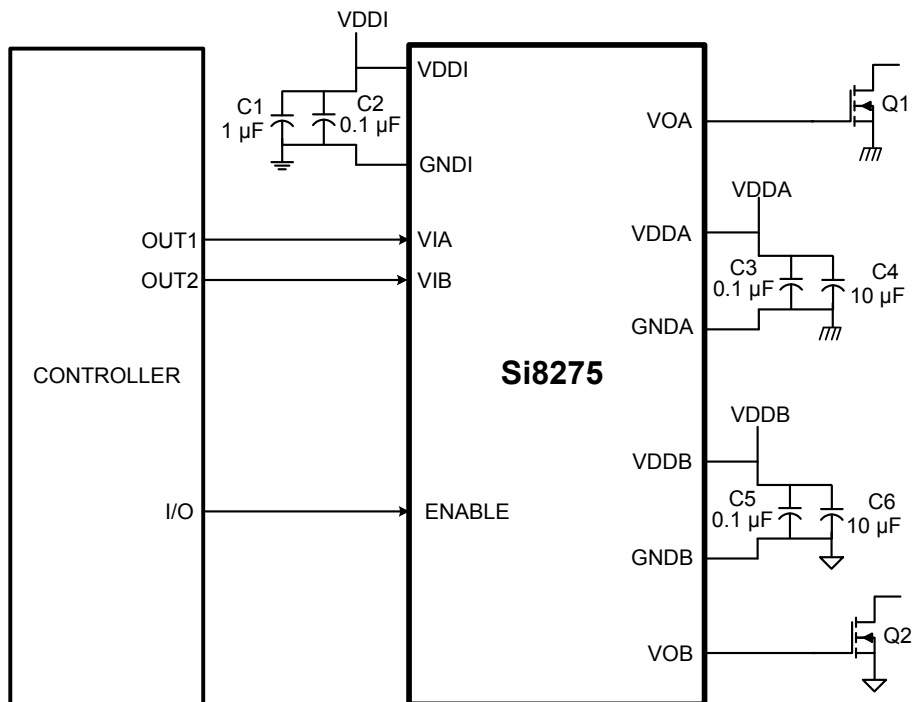 VDDI
VDDI
C1
1 µF
C2
0.1 µF
GNDI
VOA
Q1
VDDA
VDDA
C3
0.1 µF
C4
10 µF
GNDA
OUT1
VIA
OUT2
VIB
CONTROLLER
Si8275
VDDB
VDDB
C5
0.1 µF
C6
10 µF
GNDB
I/O
ENABLE
VOB
Q2